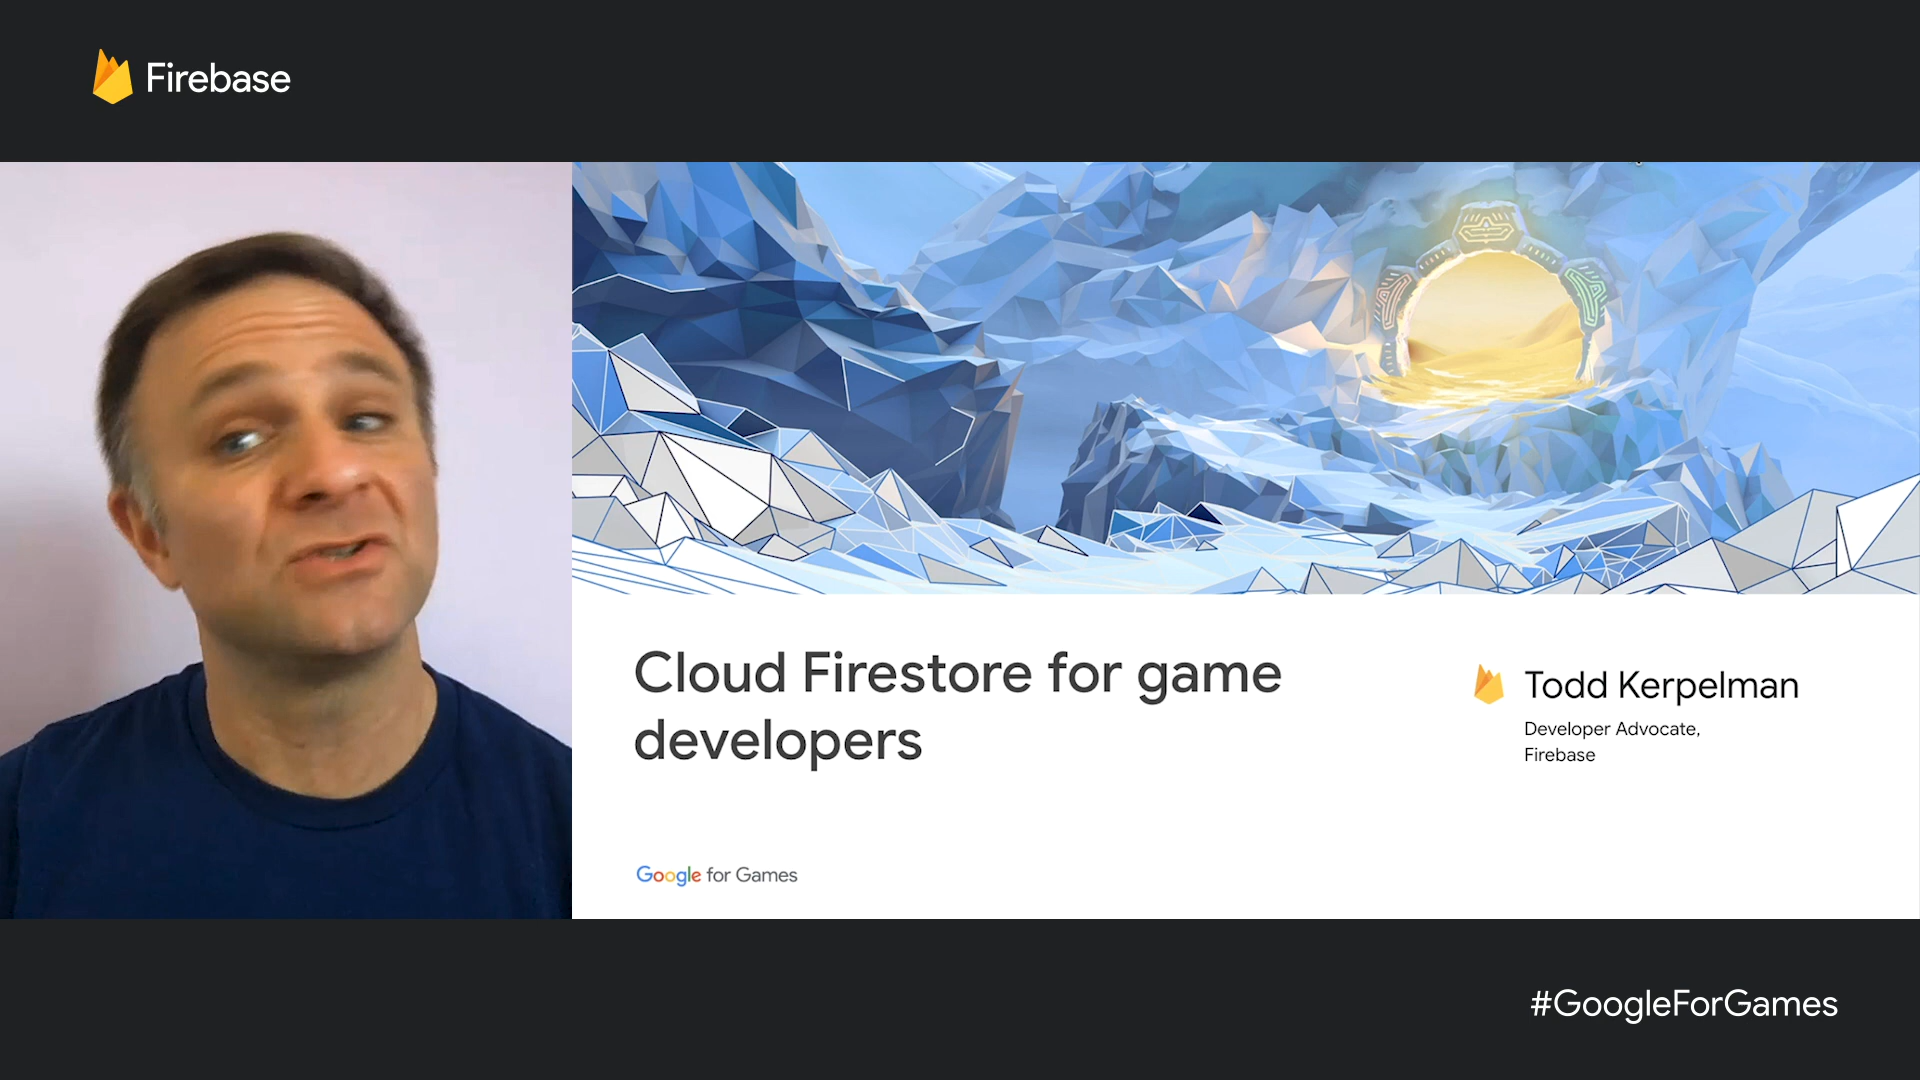 Firebase
Cloud Firestore for game
developers
Todd Kerpelman
Developer Advocate,
Firebase
Google for Games
#GoogleForGames